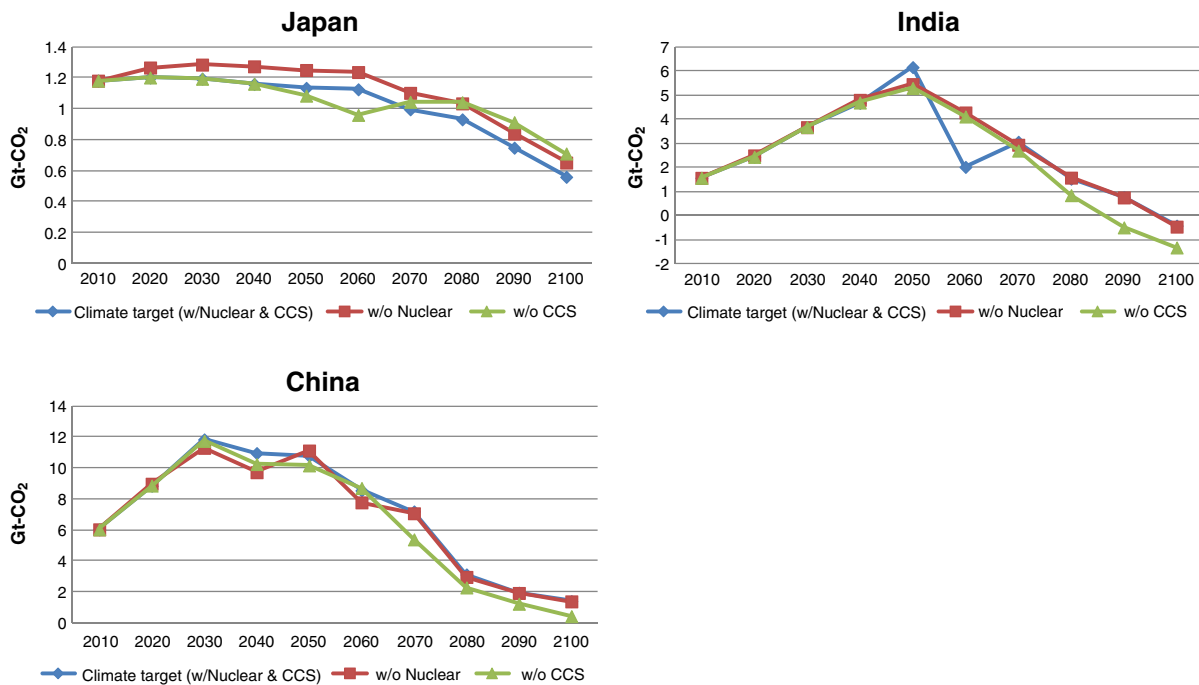 Japan
1.4
1.2
1
0.8
0.6
0.4
0.2
0
Gt-CO2
2010 2020 2030 2040 2050 2060 2070 2080 2090 2100
Climate target (w/Nuclear & CCS) w/o Nuclear w/o CCS
India
7
6
5
4
3
2
1
0
-1
-2
Gt-CO2
2010 2020 2030 2040 2050 2060 2070 2080 2090 2100
Climate target (w/Nuclear & CCS) w/o Nuclear w/o CCS
China
14
12
10
8
6
4
2
0
Gt-CO2
2010 2020 2030 2040 2050 2060 2070 2080 2090 2100
Climate target (w/Nuclear & CCS) w/o Nuclear w/o CCS